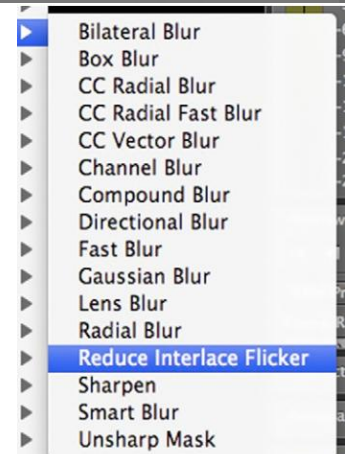 Bilateral Blur
Box Blur
CC Radial Blur
CC Radial Fast Blur
CC Vector Blur
Channel Blur
Compound Blur
Directional Blur
Fast Blur
Gaussian Blur
Lens Blur
Radial Blur
Reduce Interlace Flicker
Sharpen
Smart Blur
Unsharp Mask